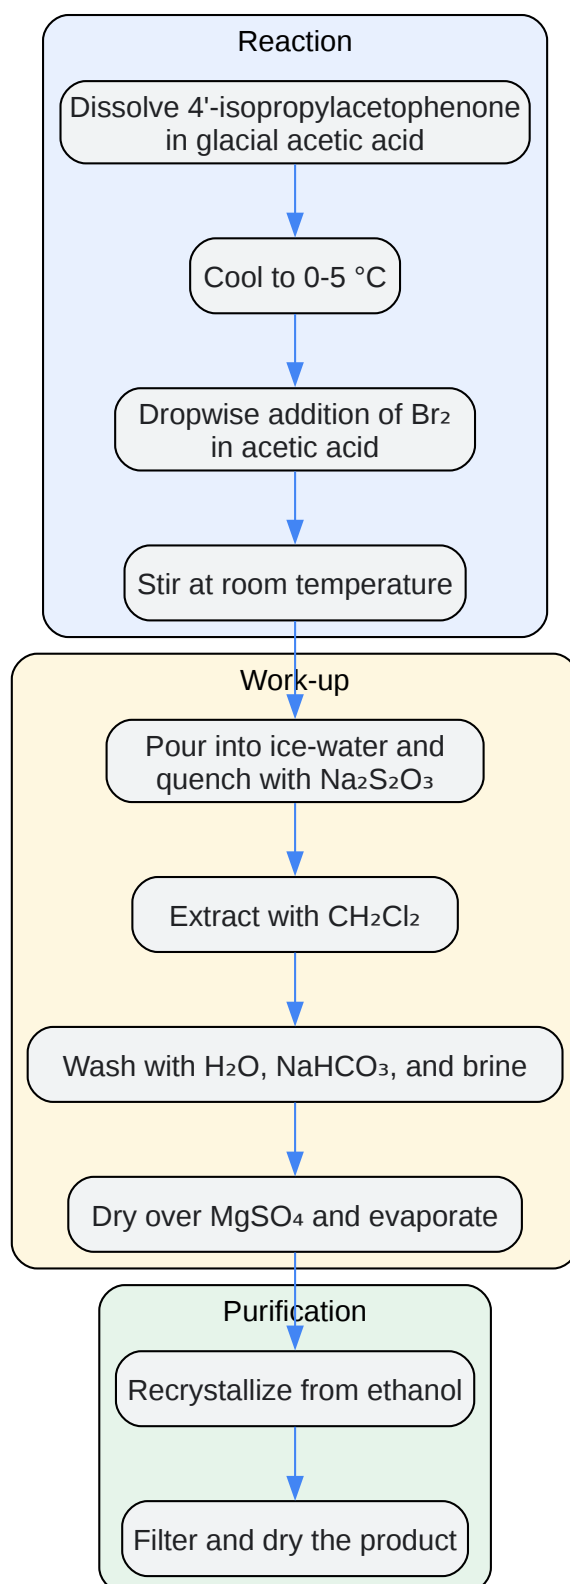 Reaction
Dissolve 4'-isopropylacetophenone
in glacial acetic acid
Cool to 0-5 °C
Dropwise addition of Br₂
in acetic acid
Stir at room temperature
Work-up
Pour into ice-water and
quench with Na₂S₂O₃
Extract with CH₂Cl₂
Wash with H₂O, NaHCO₃, and brine
Dry over MgSO₄ and evaporate
Purification
Recrystallize from ethanol
Filter and dry the product